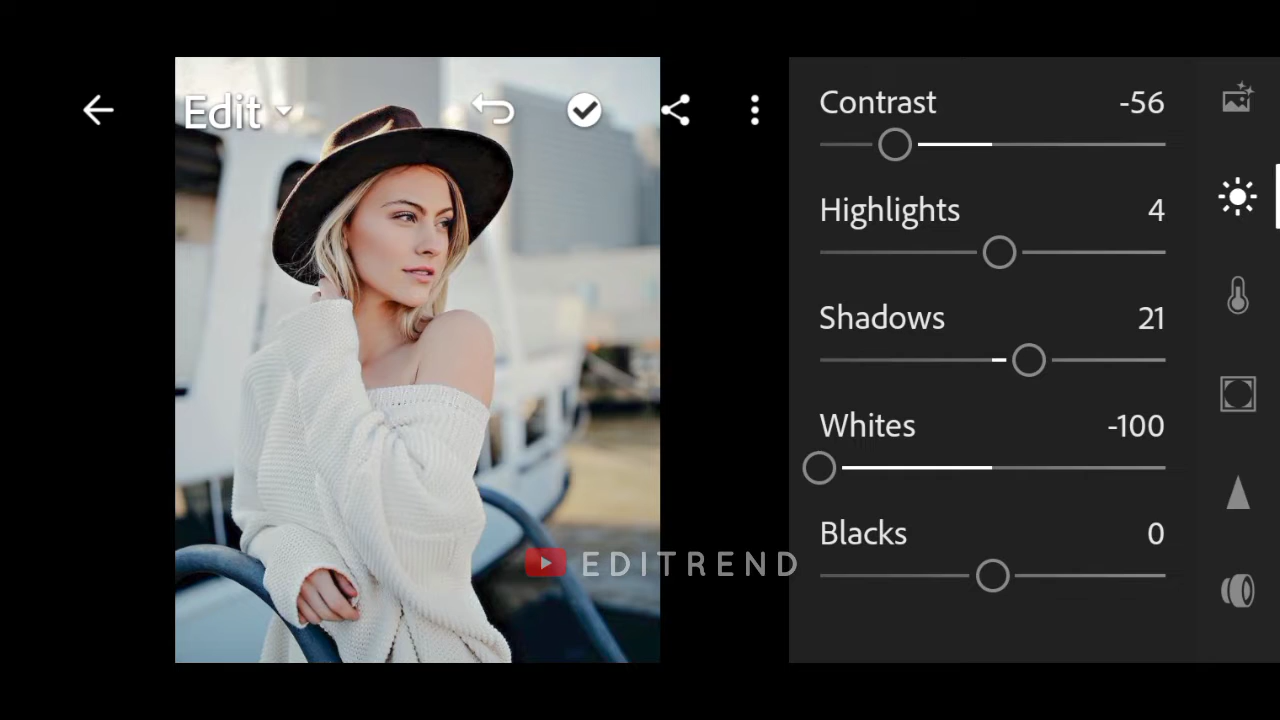 Edit
Contrast -56
Highlights 4
Shadows 21
Whites -100
Blacks 0
EDITREND